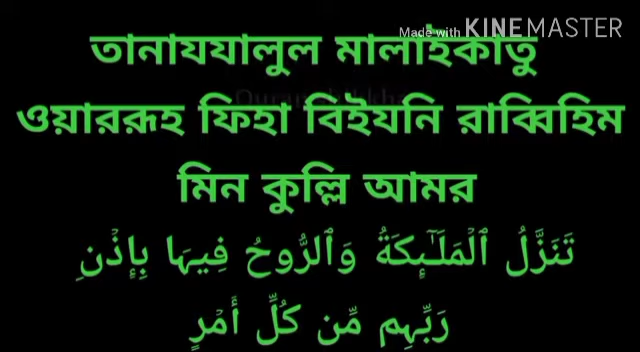 Made with KINEMASTER
তানাযযালুল মালাইকাতু
ওয়াররূহ ফিহা বিইযনি রাব্বিহিম
মিন কুল্লি আমর
تَنَزَّلُ ٱلْمَلَـٰٓئِكَةُ وَٱلرُّوحُ فِيهَا بِإِذْنِ
رَبِّهِم مِّن كُلِّ أَمْرٍ